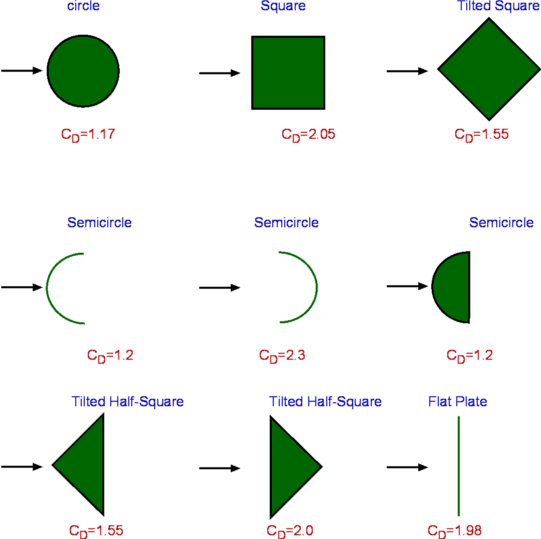 circle Square Tilted Square
C_D=1.17 C_D=2.05 C_D=1.55
Semicircle Semicircle Semicircle
C_D=1.2 C_D=2.3 C_D=1.2
Tilted Half-Square Tilted Half-Square Flat Plate
C_D=1.55 C_D=2.0 C_D=1.98